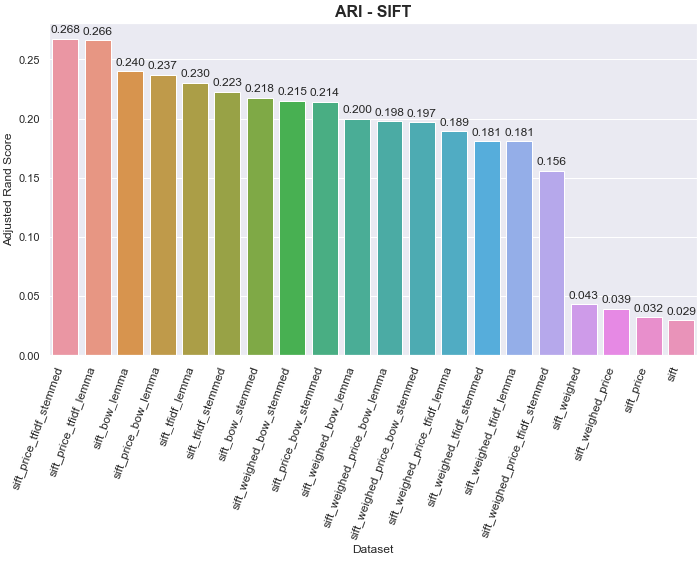 ARI - SIFT
Adjusted Rand Score
0.25
0.20
0.15
0.10
0.05
0.00
0.268
0.266
0.240
0.237
0.230
0.223
0.218
0.215
0.214
0.200
0.198
0.197
0.189
0.181
0.181
0.156
0.043
0.039
0.032
0.029
sift_price_tfidf_stemmed
sift_price_tfidf_lemma
sift_bow_lemma
sift_price_bow_lemma
sift_tfidf_lemma
sift_tfidf_stemmed
sift_bow_stemmed
sift_weighed_bow_stemmed
sift_price_bow_stemmed
sift_weighed_bow_lemma
sift_weighed_price_bow_lemma
sift_weighed_price_bow_stemmed
sift_weighed_price_tfidf_lemma
sift_weighed_tfidf_stemmed
sift_weighed_tfidf_lemma
sift_weighed_price_tfidf_stemmed
sift_weighed
sift_weighed_price
sift_price
sift
Dataset